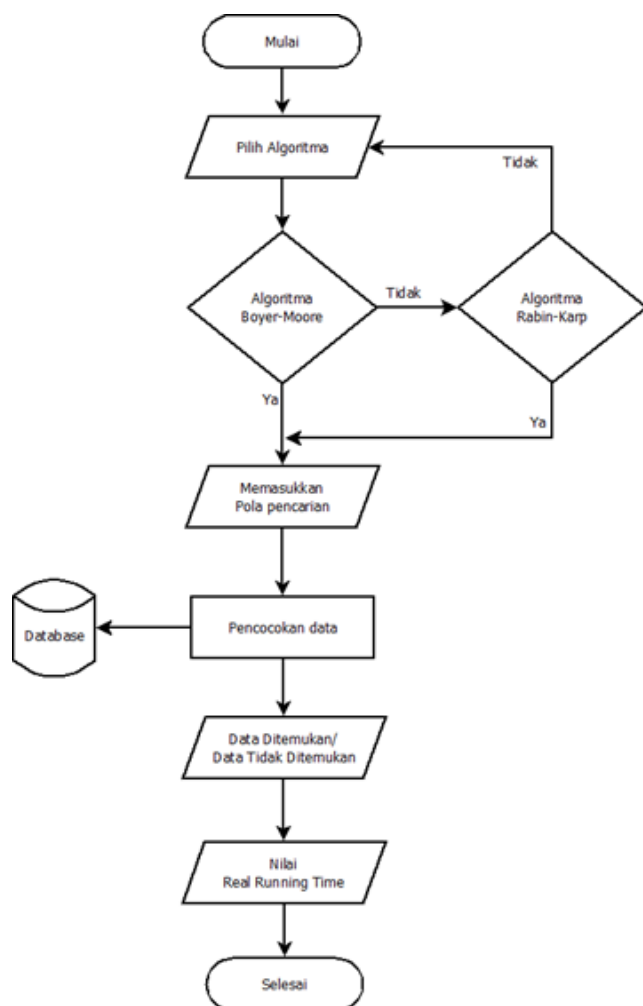 Mulai
Pilih Algoritma
Tidak
Algoritma
Boyer-Moore
Tidak
Algoritma
Rabin-Karp
Ya
Ya
Memasukkan
Pola pencarian
Database
Pencocokan data
Data Ditemukan/
Data Tidak Ditemukan
Nilai
Real Running Time
Selesai